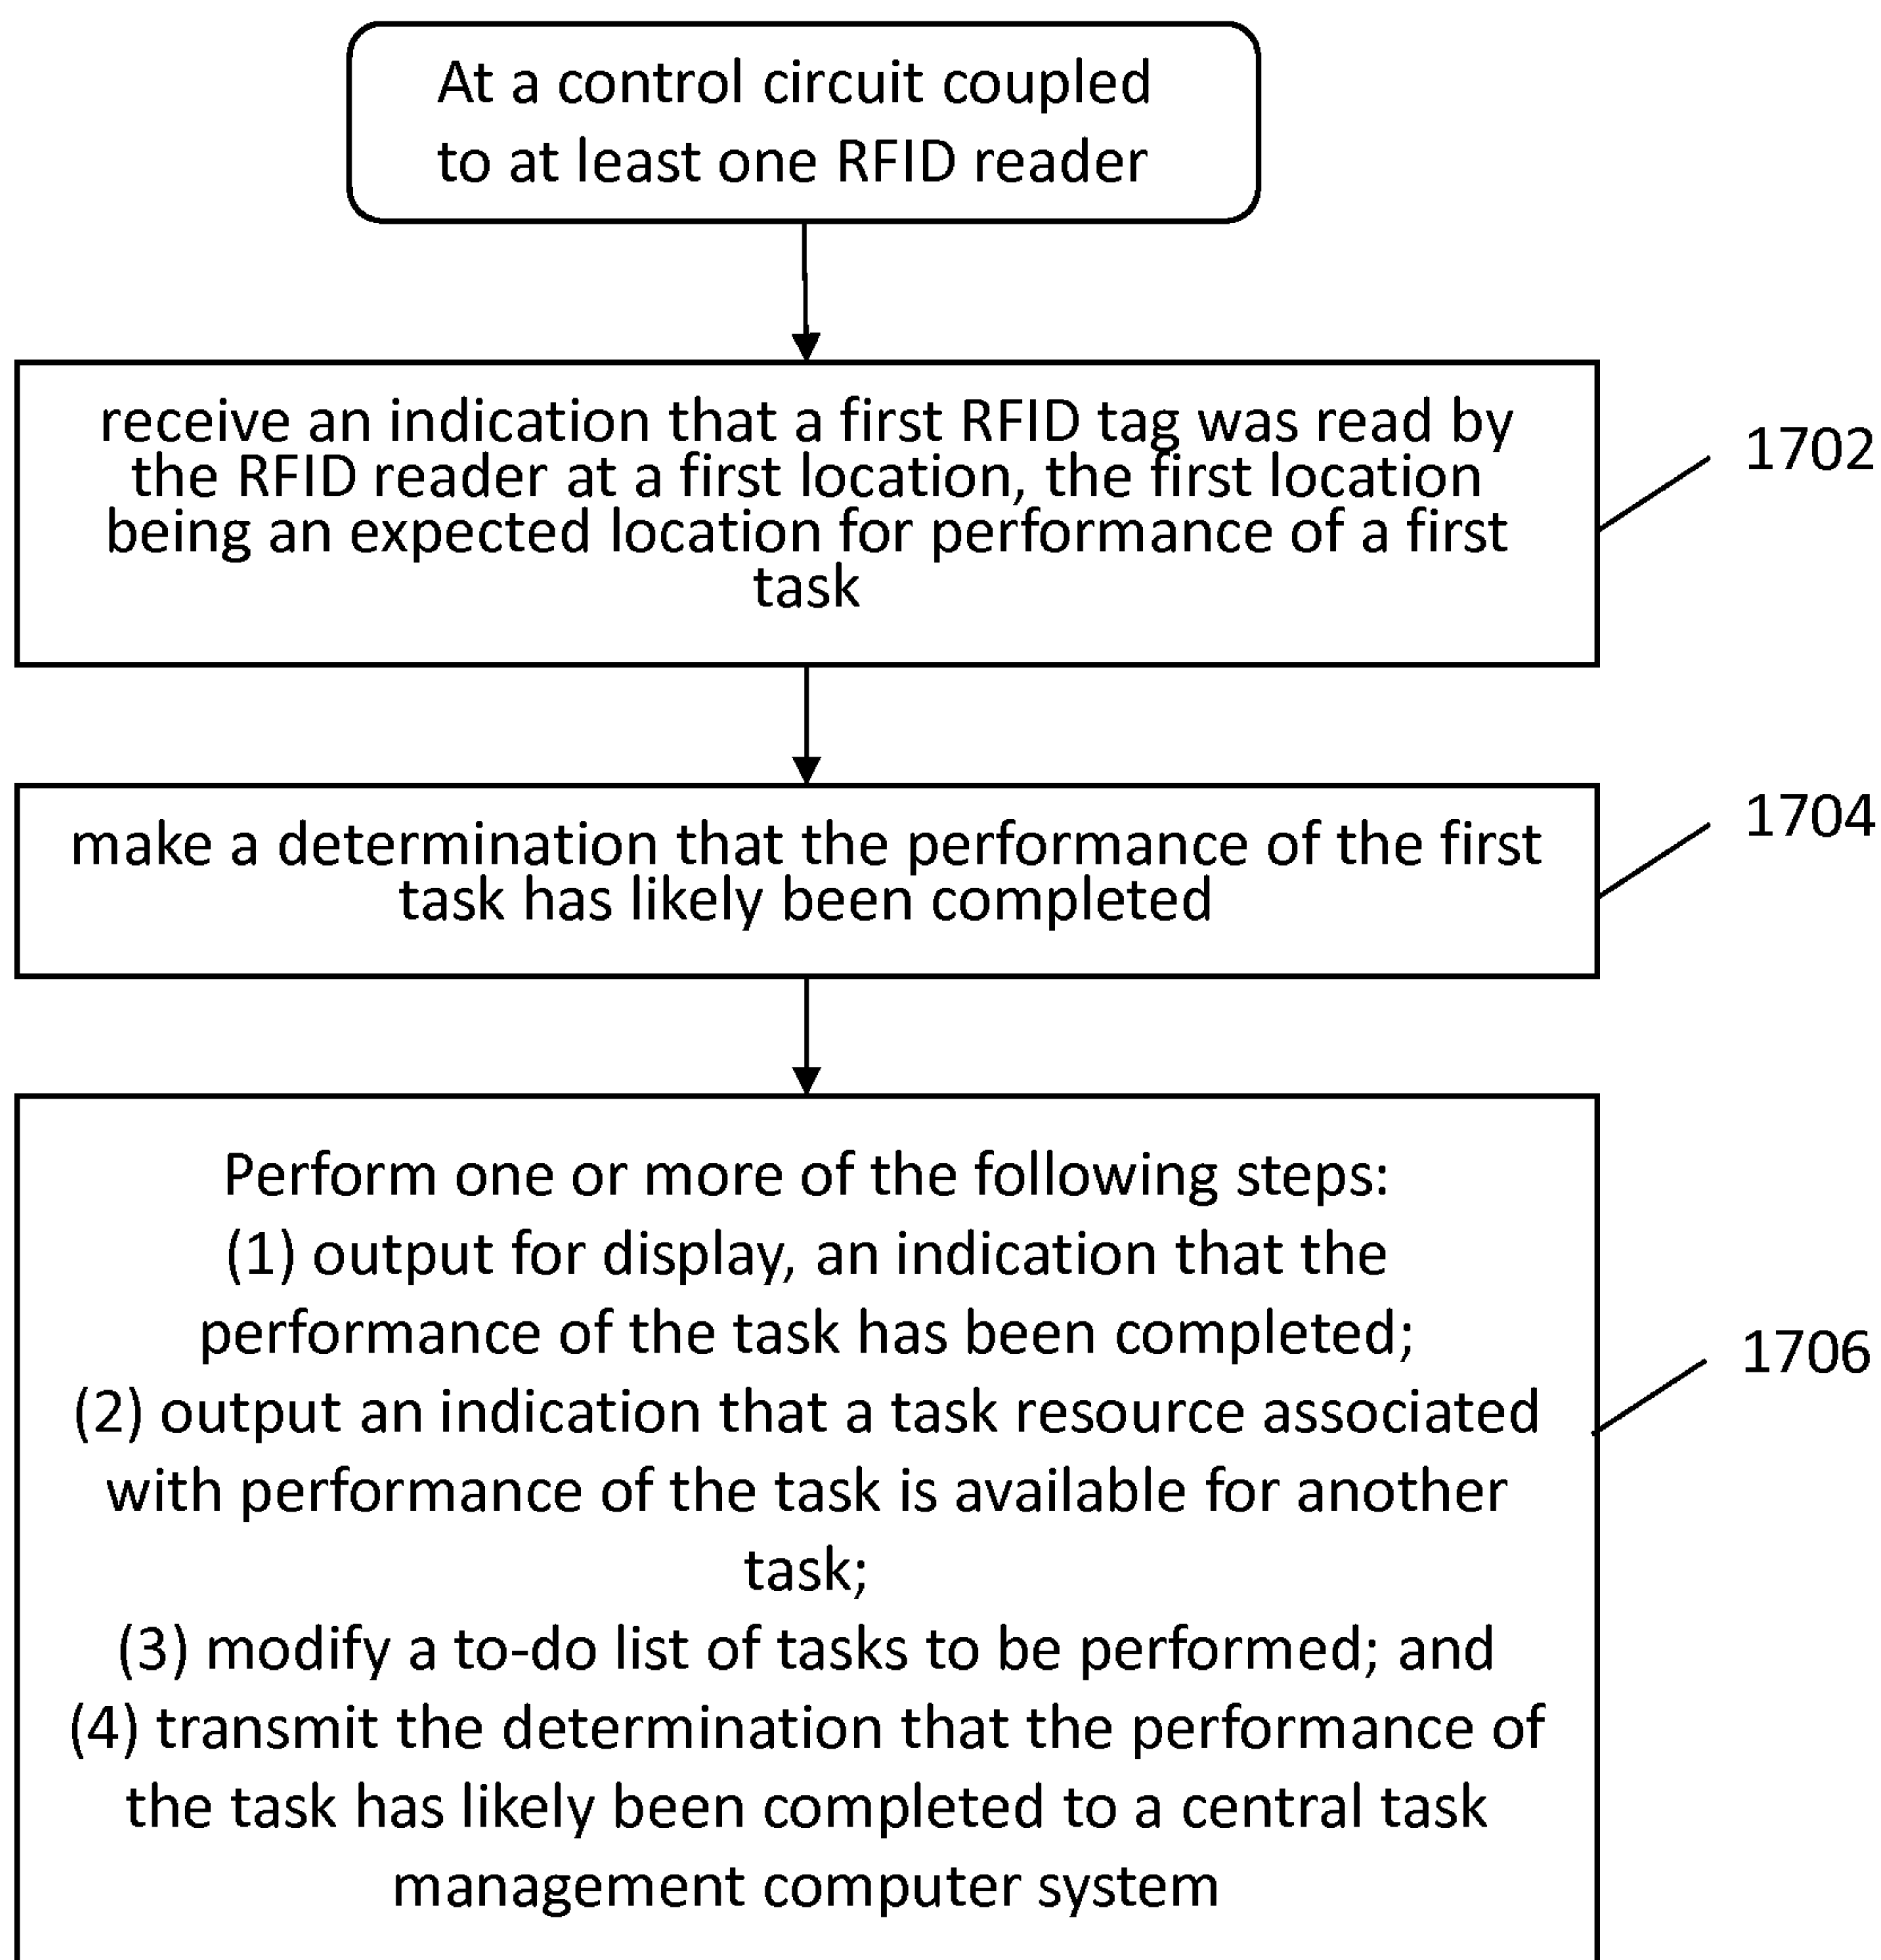 At a control circuit coupled
to at least one RFID reader
receive an indication that a first RFID tag was read by
the RFID reader at a first location, the first location
being an expected location for performance of a first
task
1702
make a determination that the performance of the first
task has likely been completed
1704
Perform one or more of the following steps:
(1) output for display, an indication that the
performance of the task has been completed;
(2) output an indication that a task resource associated
with performance of the task is available for another
task;
(3) modify a to-do list of tasks to be performed; and
(4) transmit the determination that the performance of
the task has likely been completed to a central task
management computer system
1706